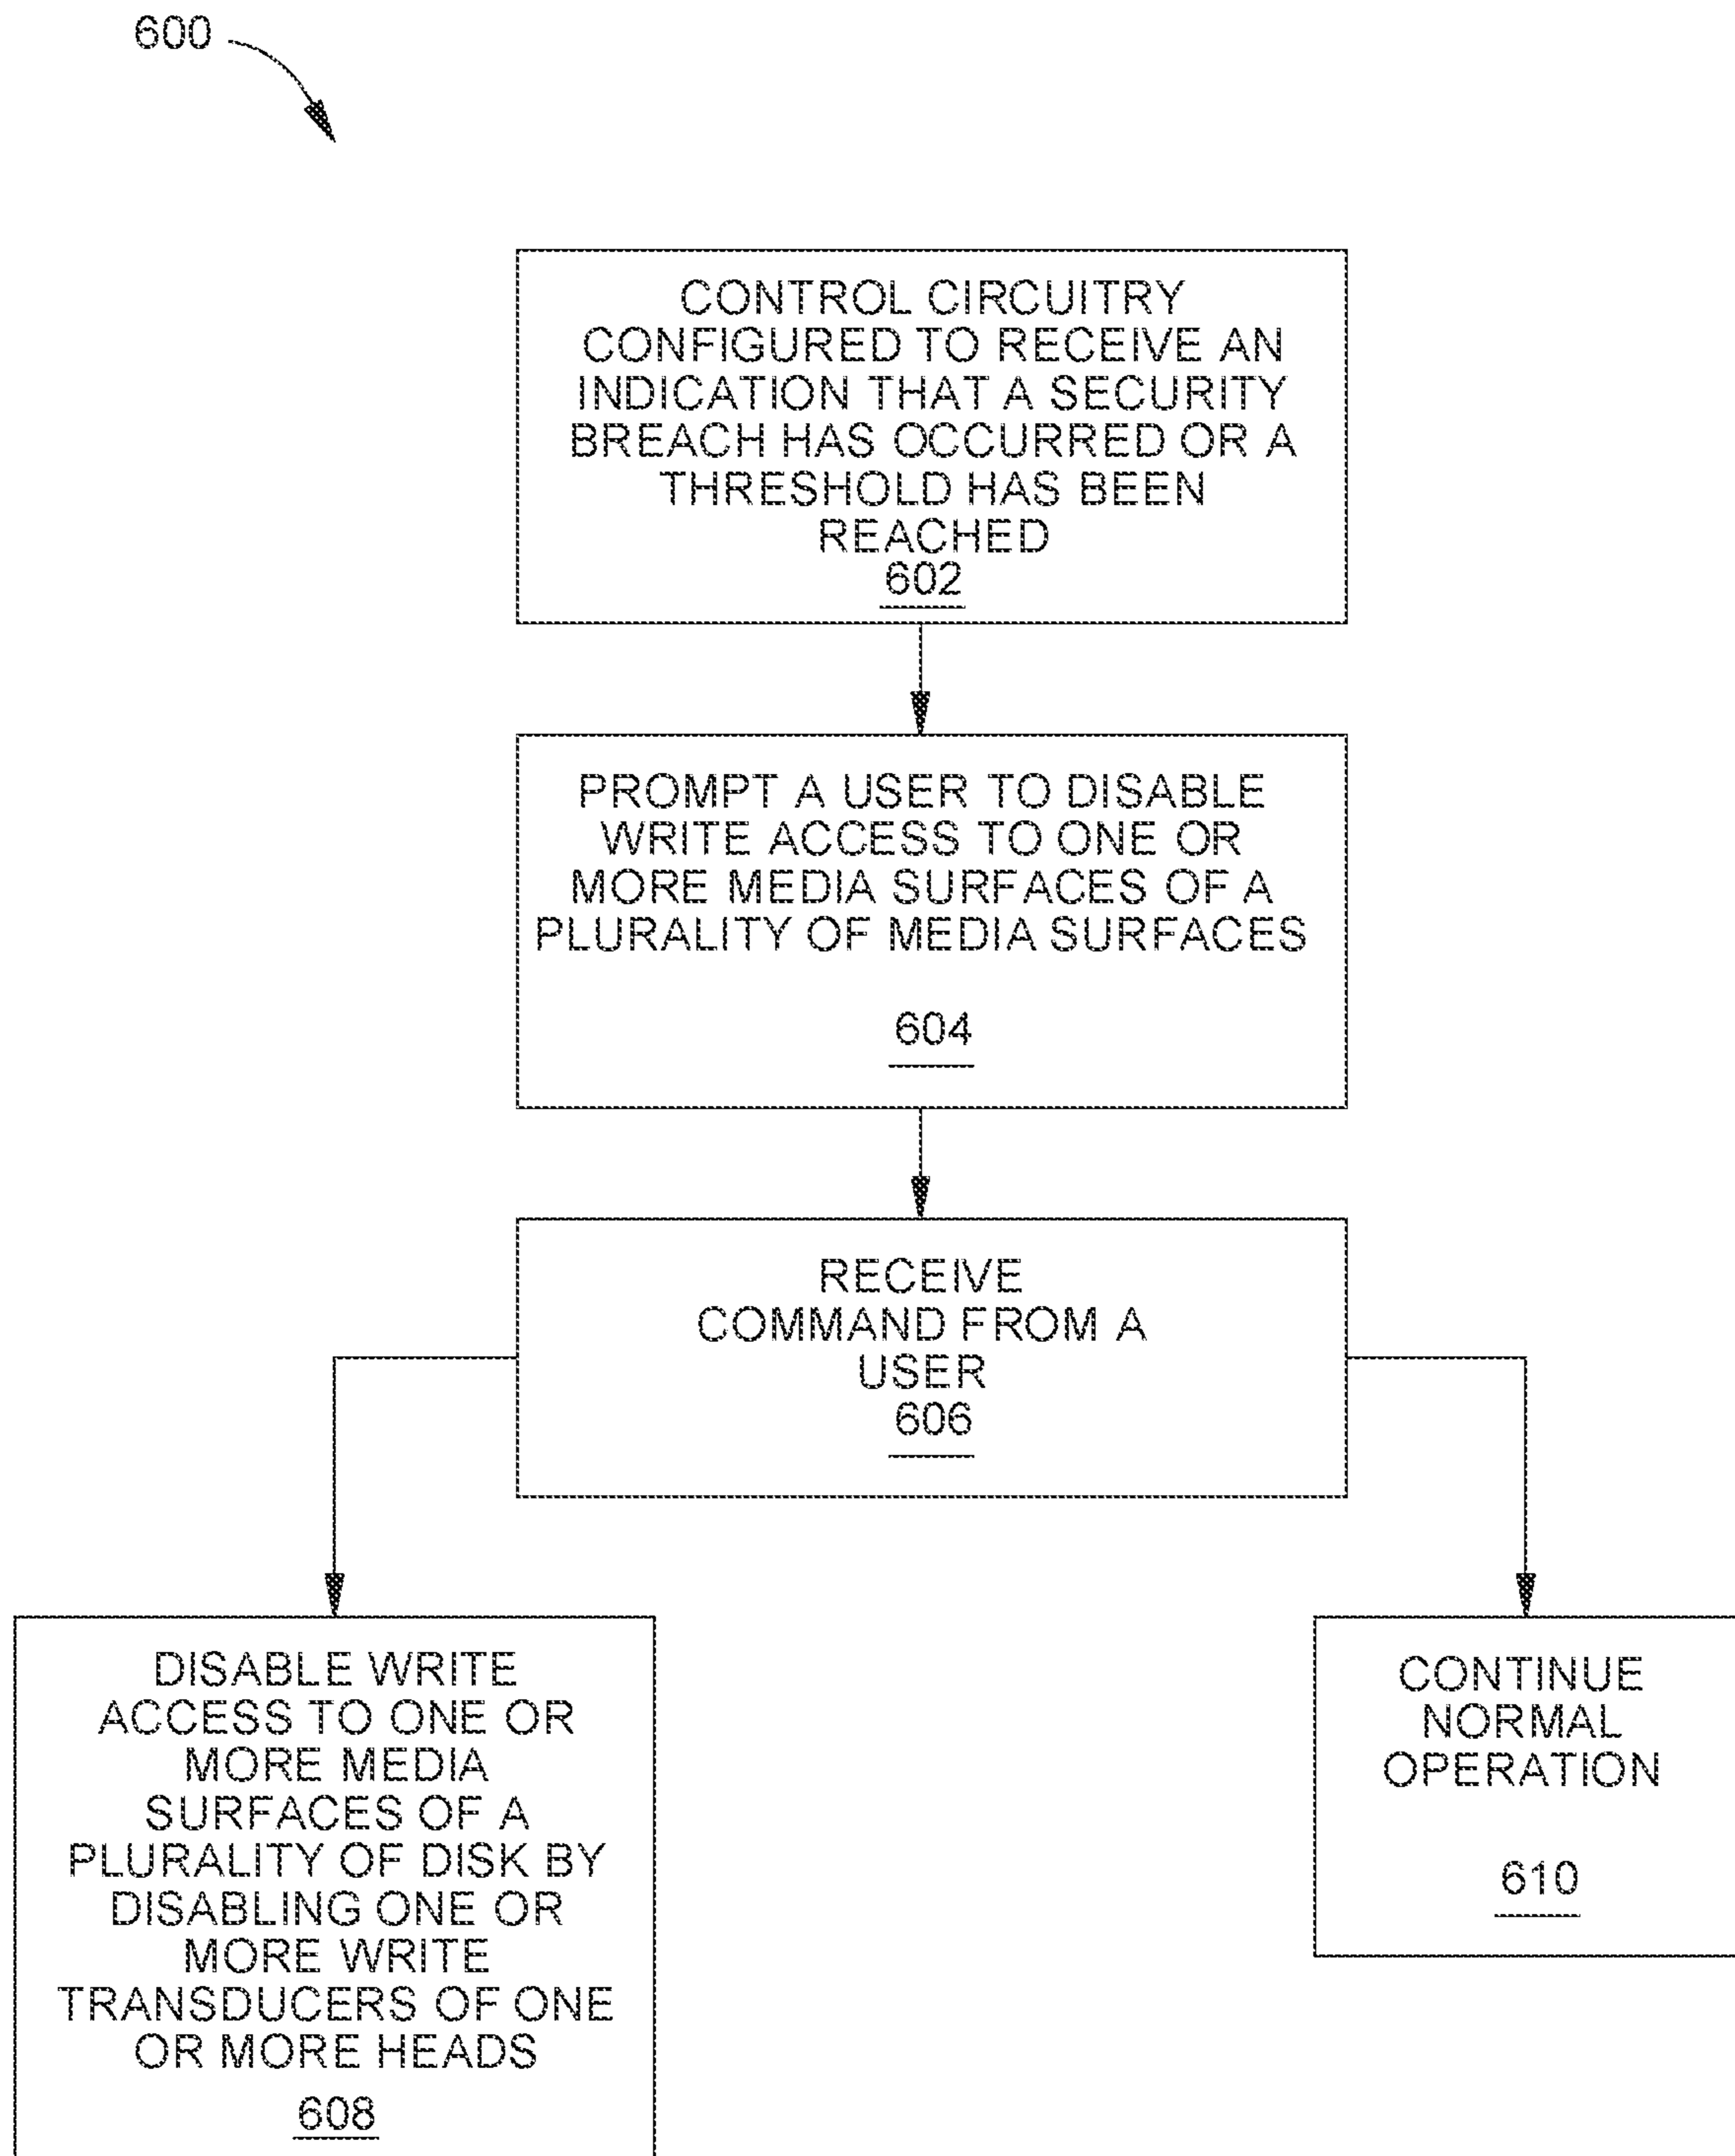 600
CONTROL CIRCUITRY
CONFIGURED TO RECEIVE AN
INDICATION THAT A SECURITY
BREACH HAS OCCURRED OR A
THRESHOLD HAS BEEN
REACHED
602
PROMPT A USER TO DISABLE
WRITE ACCESS TO ONE OR
MORE MEDIA SURFACES OF A
PLURALITY OF MEDIA SURFACES
604
RECEIVE
COMMAND FROM A
USER
606
DISABLE WRITE
ACCESS TO ONE OR
MORE MEDIA
SURFACES OF A
PLURALITY OF DISK BY
DISABLING ONE OR
MORE WRITE
TRANSDUCERS OF ONE
OR MORE HEADS
608
CONTINUE
NORMAL
OPERATION
610